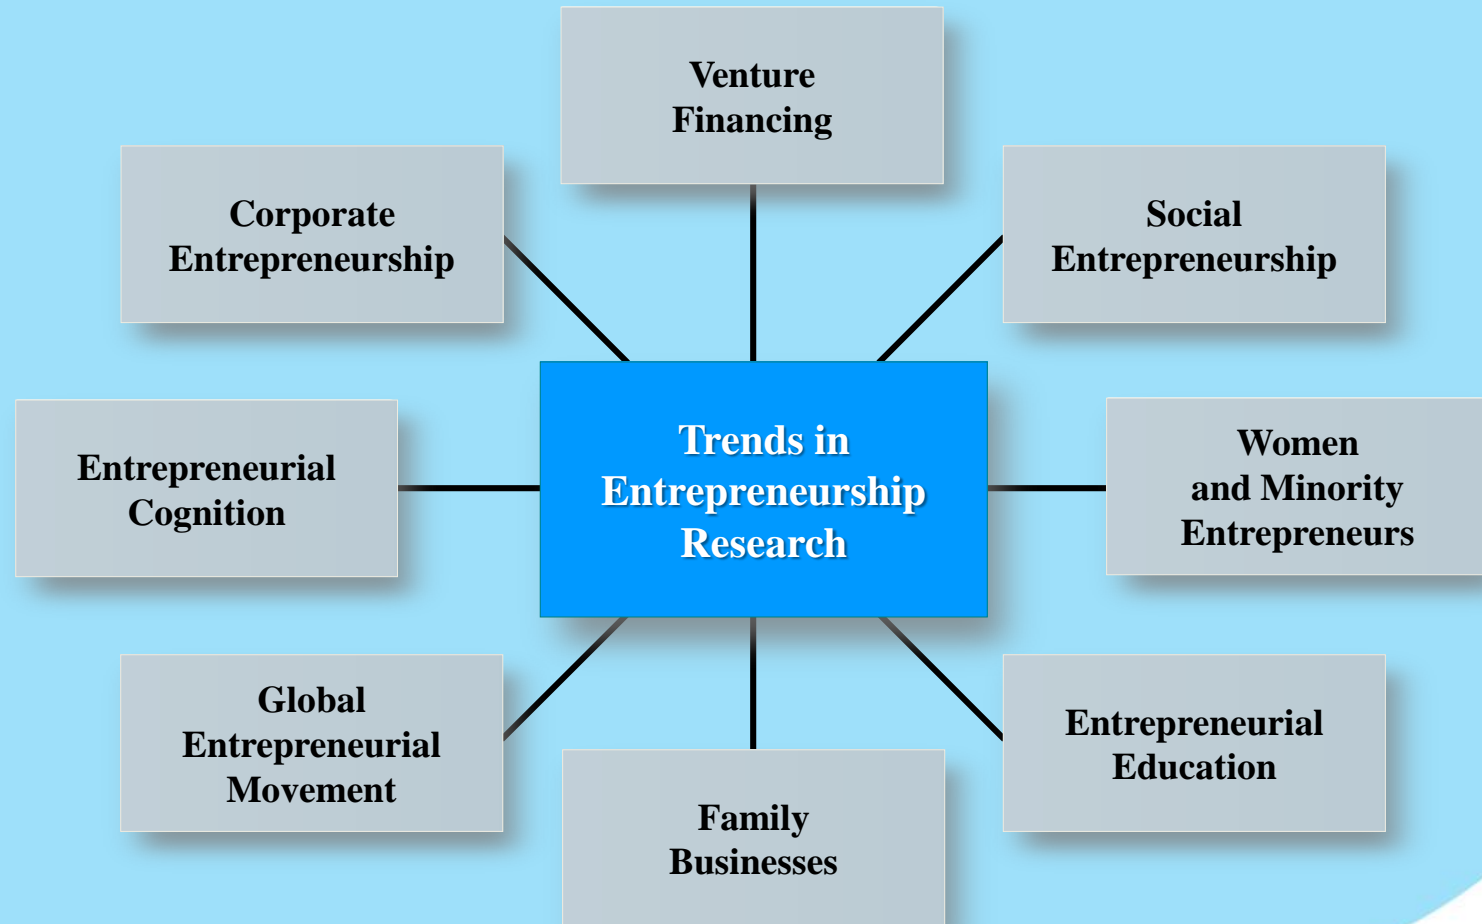 Venture
Financing
Corporate
Entrepreneurship
Social
Entrepreneurship
Trends in
Entrepreneurship
Research
Entrepreneurial
Cognition
Women
and Minority
Entrepreneurs
Global
Entrepreneurial
Movement
Entrepreneurial
Education
Family
Businesses